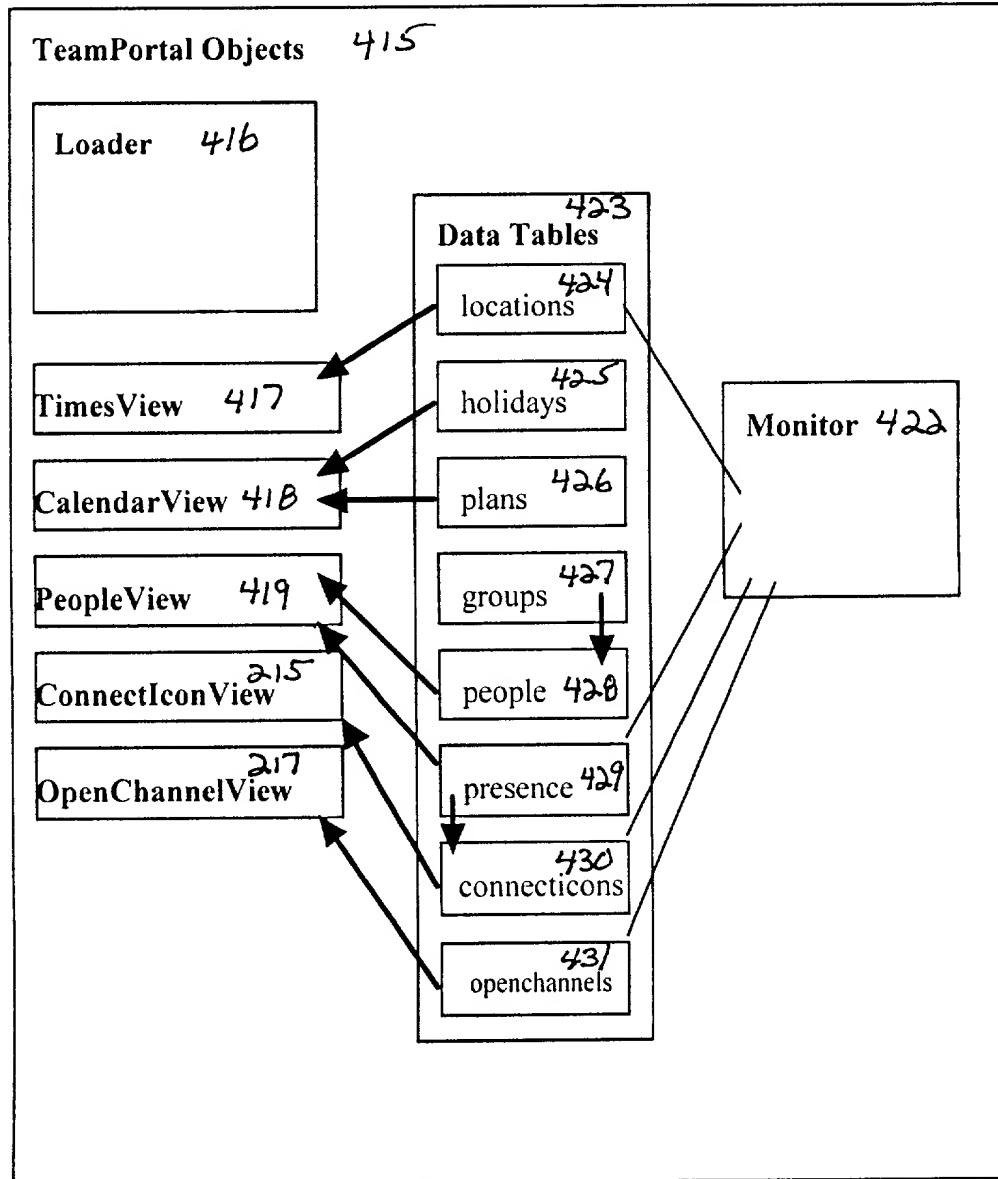 TeamPortal Objects 415
Loader 416
423
Data Tables
424
locations
425
holidays
plans 426
427
groups
people 428
presence 429
430
connecticons
431
openchannels
TimesView 417
CalendarView 418
PeopleView 419
215
ConnectIconView
217
OpenChannelView
Monitor 422